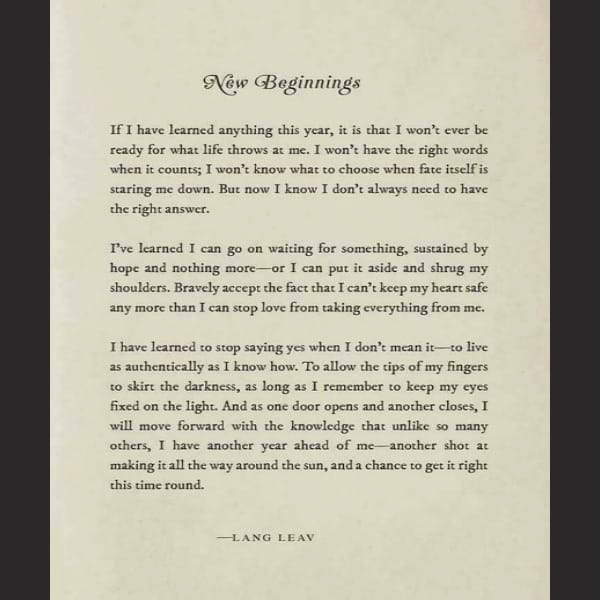 New Beginnings
If I have learned anything this year, it is that I won't ever be
ready for what life throws at me. I won't have the right words
when it counts; I won't know what to choose when fate itself is
staring me down. But now I know I don't always need to have
the right answer.
I've learned I can go on waiting for something, sustained by
hope and nothing more—or I can put it aside and shrug my
shoulders. Bravely accept the fact that I can't keep my heart safe
any more than I can stop love from taking everything from me.
I have learned to stop saying yes when I don't mean it—to live
as authentically as I know how. To allow the tips of my fingers
to skirt the darkness, as long as I remember to keep my eyes
fixed on the light. And as one door opens and another closes, I
will move forward with the knowledge that unlike so many
others, I have another year ahead of me—another shot at
making it all the way around the sun, and a chance to get it right
this time round.
—LANG LEAV